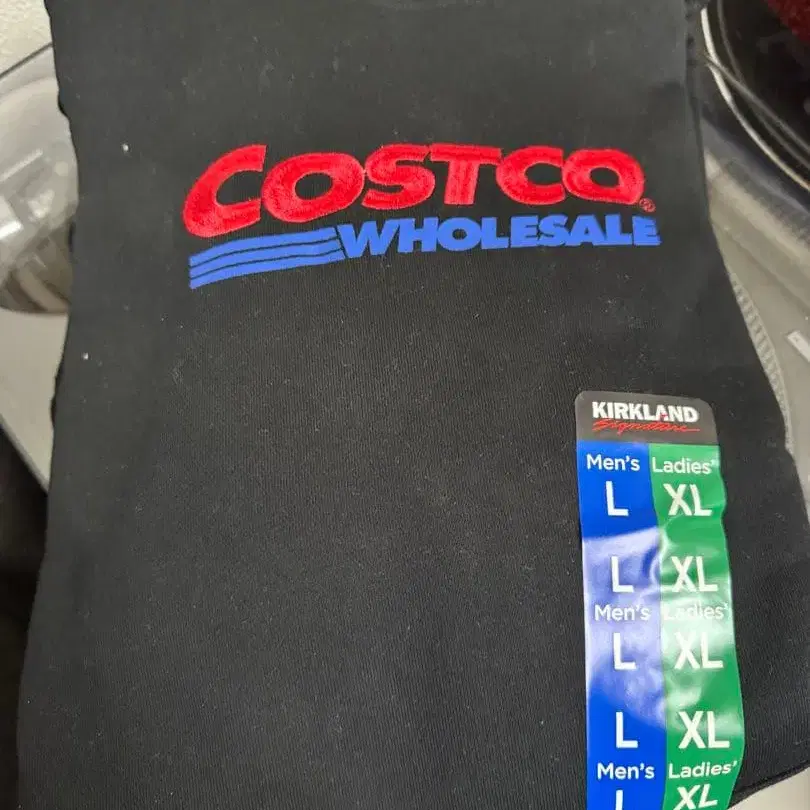 COSTCO®
WHOLESALE
KIRKLAND
Signature
Men's Ladies'
L XL
L XL
Men's Ladies'
L XL
L XL
Men's Ladies'
L XL